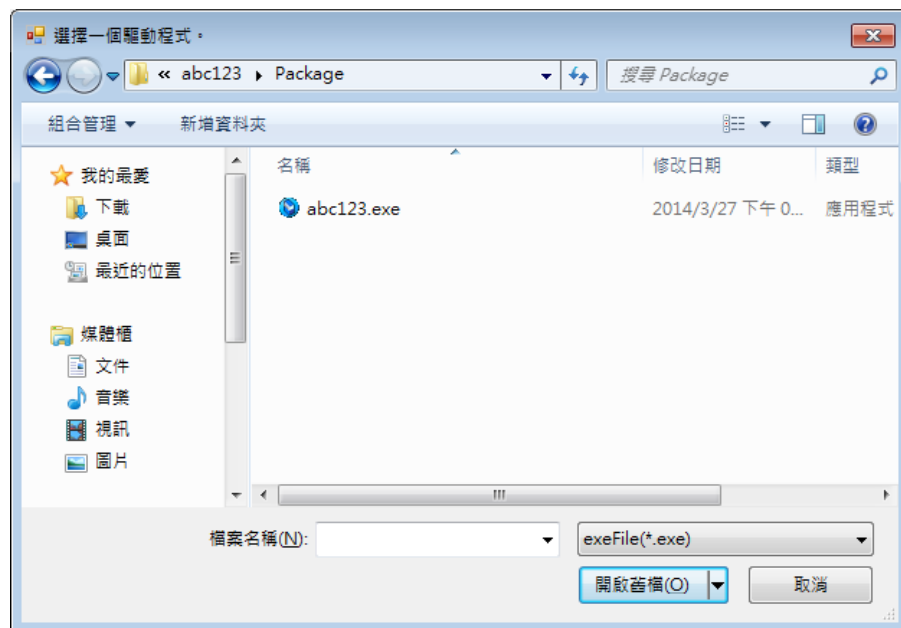 選擇一個驅動程式。
« abc123 ▸ Package
搜尋 Package
組合管理 ▼ 新增資料夾
我的最愛
下載
桌面
最近的位置
媒體櫃
文件
音樂
視訊
圖片
名稱 修改日期 類型
abc123.exe 2014/3/27 下午 0... 應用程式
檔案名稱(N):
exeFile(*.exe)
開啟舊檔(O) 取消